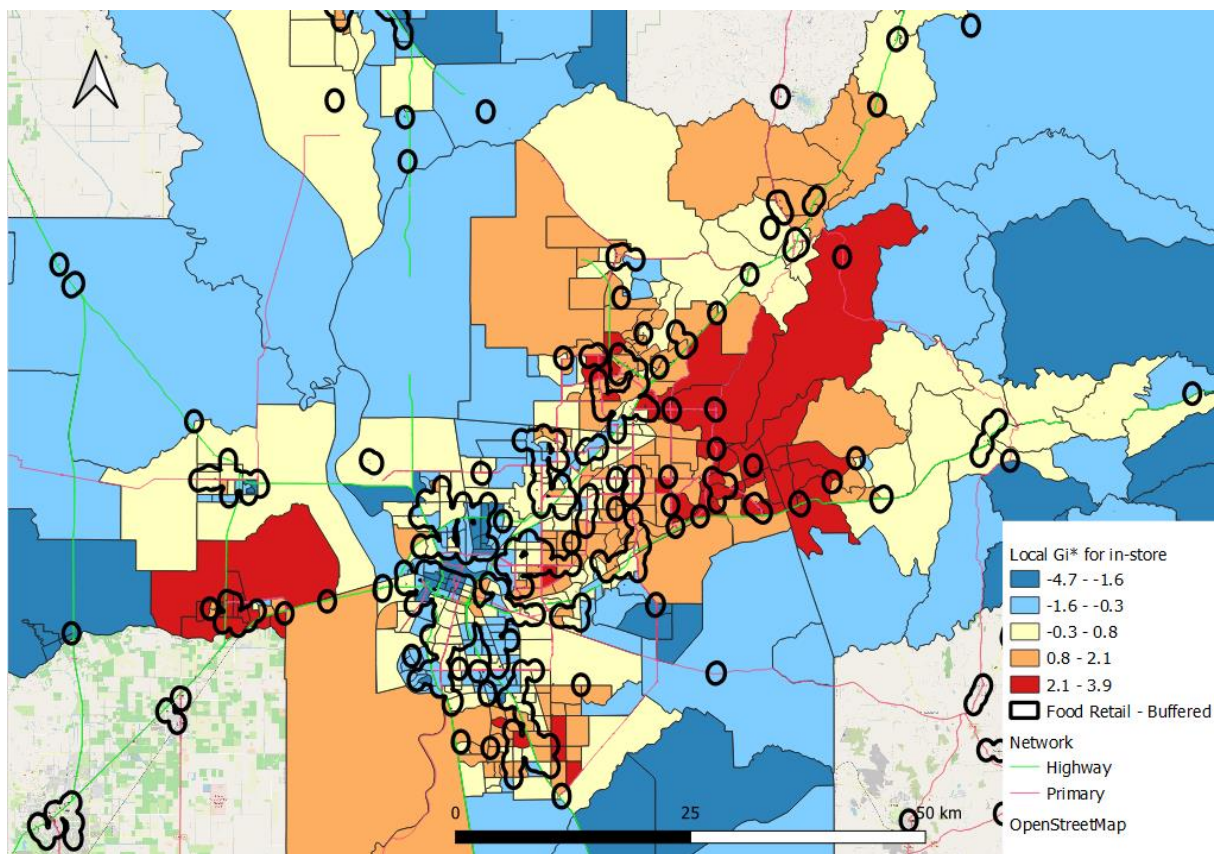 Local Gi* for in-store
-4.7 - -1.6
-1.6 - -0.3
-0.3 - 0.8
0.8 - 2.1
2.1 - 3.9
Food Retail - Buffered
Network
Highway
Primary
OpenStreetMap
0 25 50 km